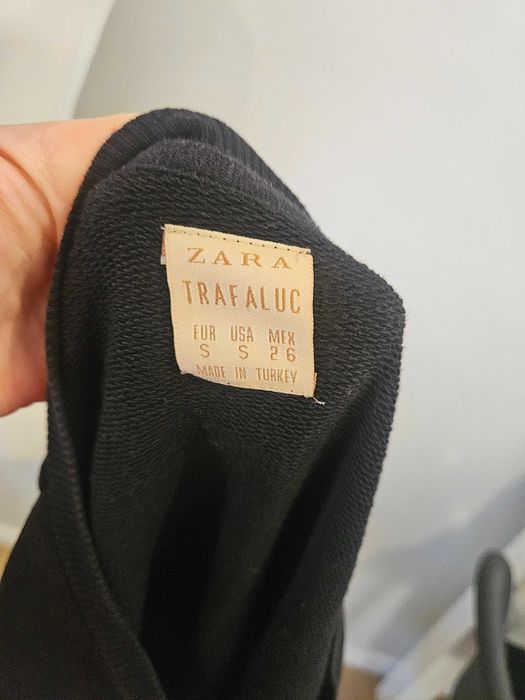 ZARA
TRAFALUC
EUR USA MEX
S S 26
MADE IN TURKEY